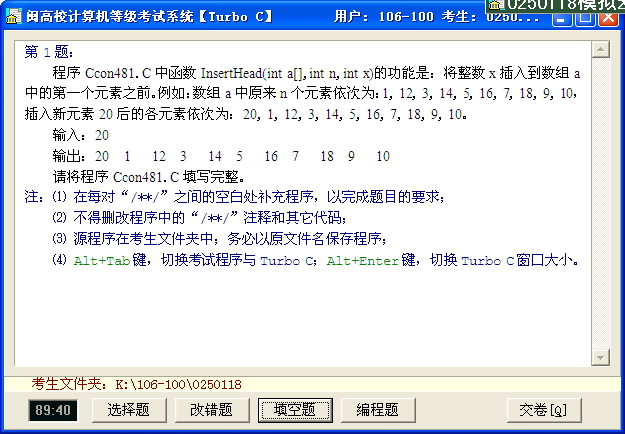 闽高校计算机等级考试系统【Turbo C】 用户: 106-100 考生: 0250...
0250118模拟
第 1 题:
程序 Ccon481.C 中函数 InsertHead(int a[],int n,int x)的功能是: 将整数 x 插入到数组 a
中的第一个元素之前。例如: 数组 a 中原来 n 个元素依次为: 1, 12, 3, 14, 5, 16, 7, 18, 9, 10,
插入新元素 20 后的各元素依次为: 20, 1, 12, 3, 14, 5, 16, 7, 18, 9, 10。
输入: 20
输出: 20 1 12 3 14 5 16 7 18 9 10
请将程序 Ccon481.C 填写完整。
注: ⑴ 在每对“/**/”之间的空白处补充程序, 以完成题目的要求;
⑵ 不得删改程序中的“/**/”注释和其它代码;
⑶ 源程序在考生文件夹中; 务必以原文件名保存程序;
⑷ Alt+Tab 键, 切换考试程序与 Turbo C; Alt+Enter 键, 切换 Turbo C 窗口大小。
考生文件夹: K:\106-100\0250118
89:40 选择题 改错题 填空题 编程题 交卷[Q]